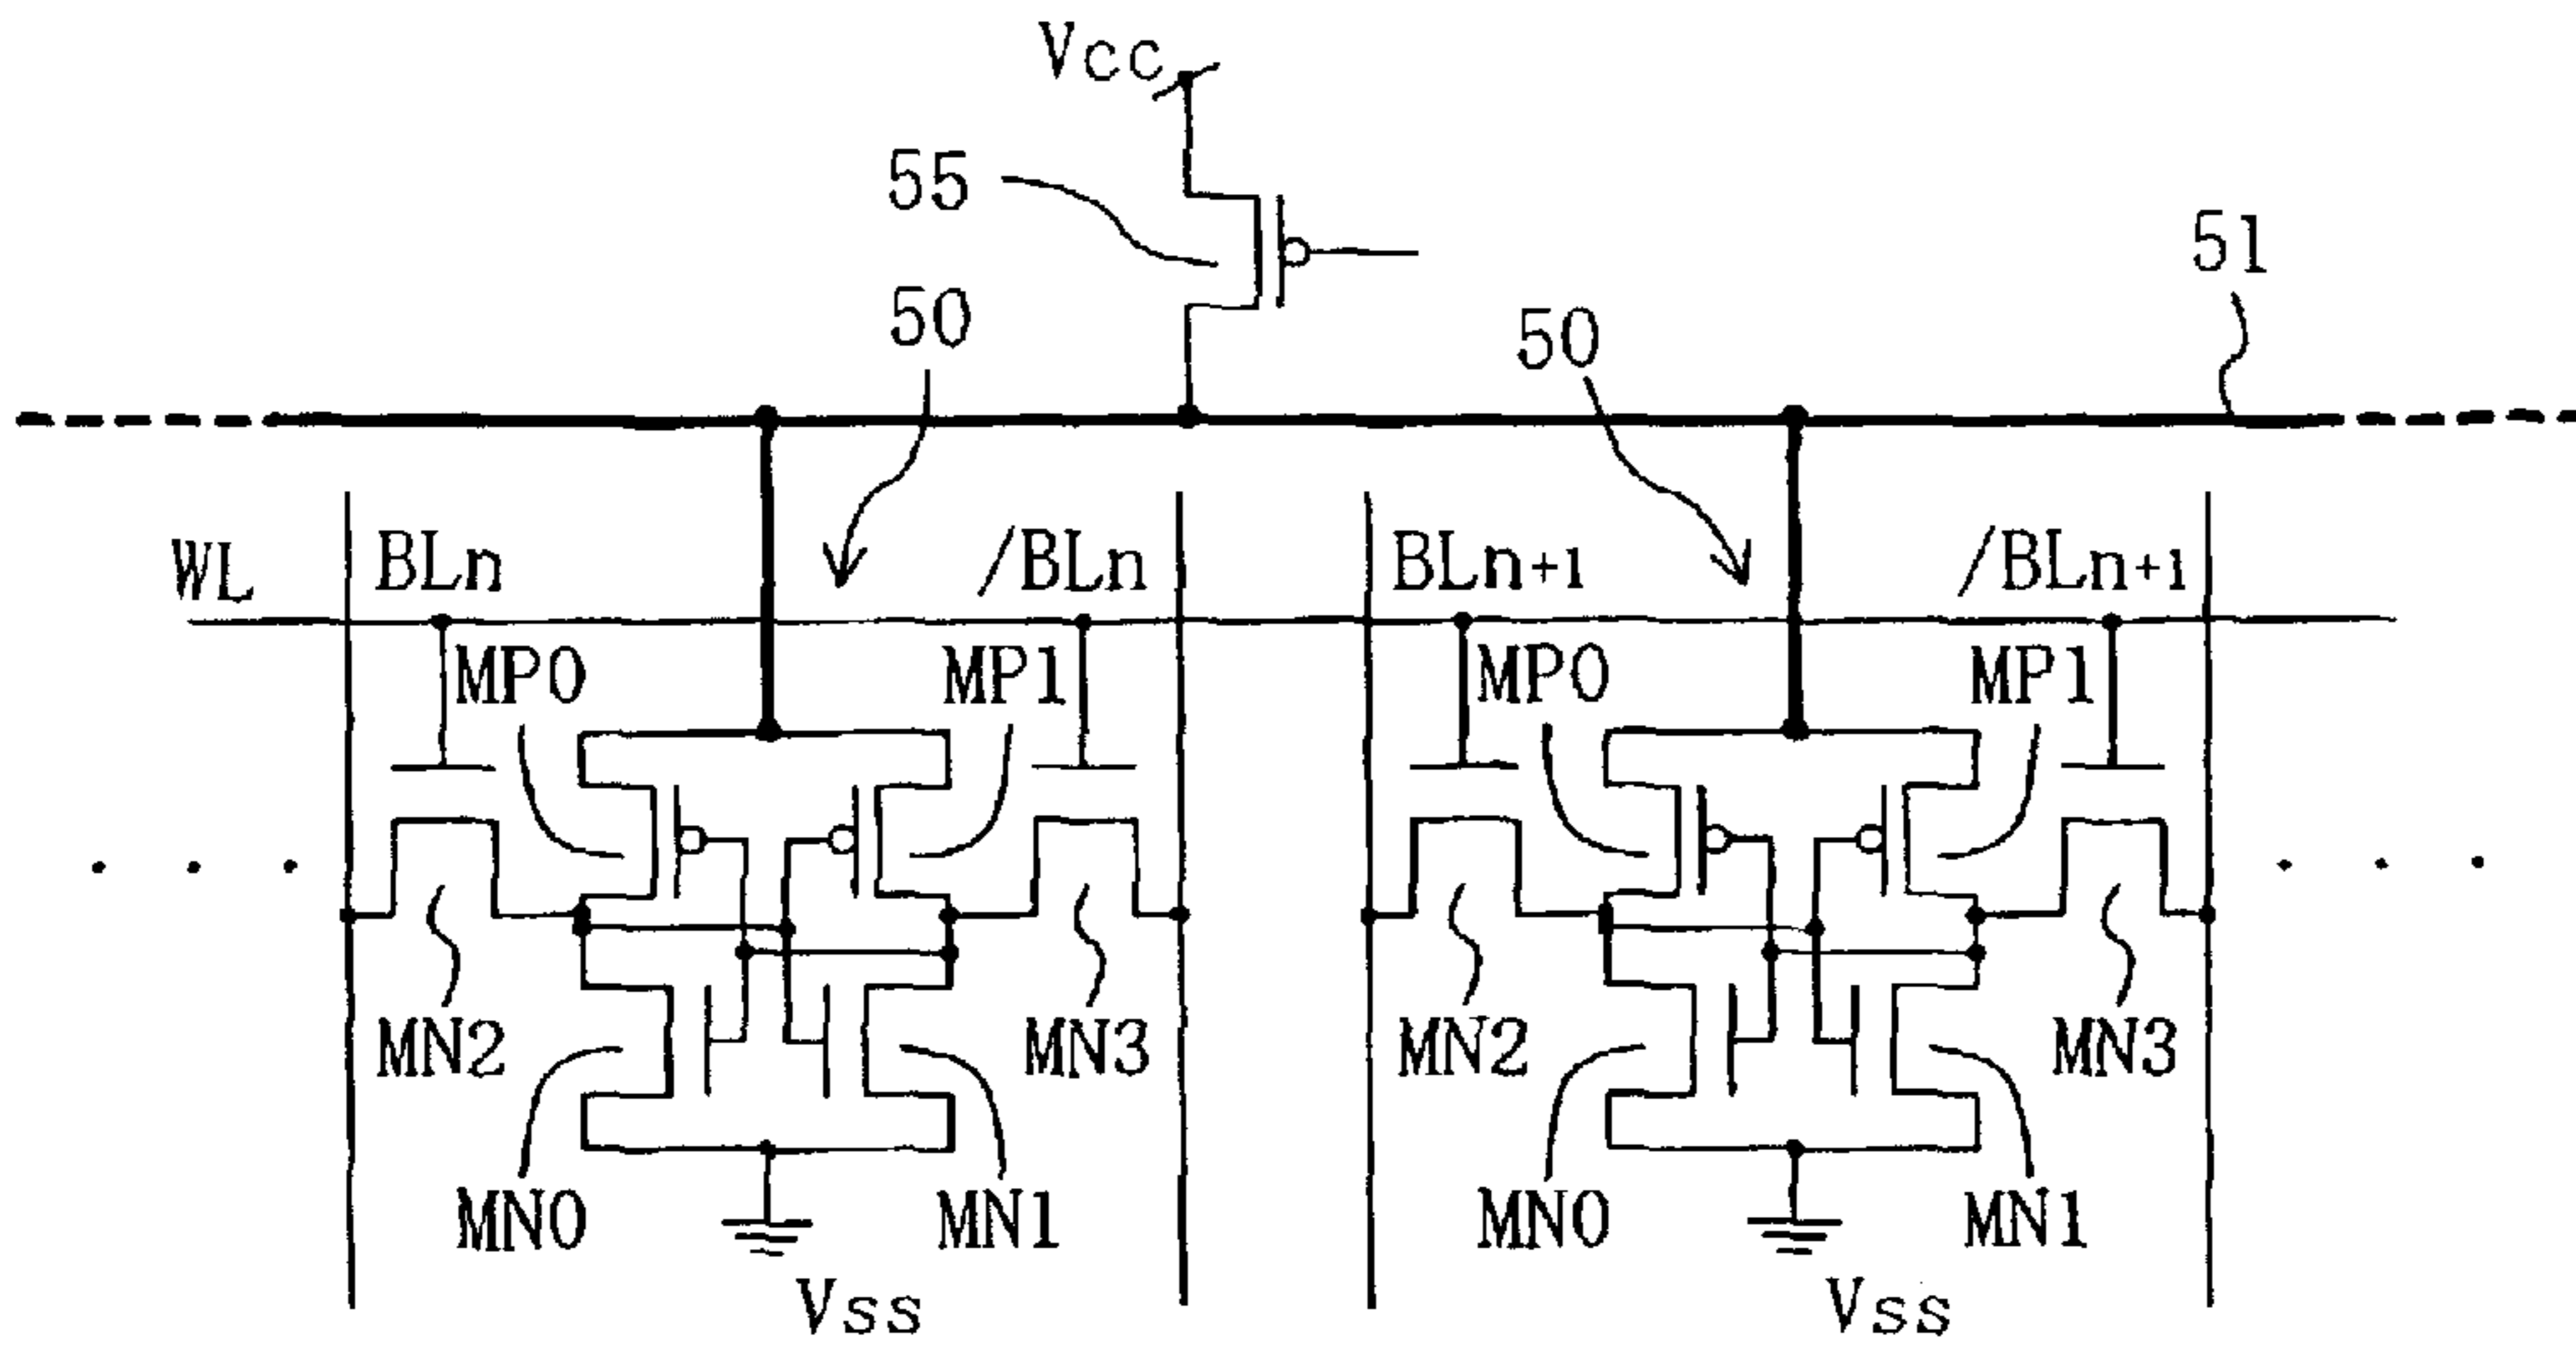 Vcc
55
51
50
50
WL BLn /BLn BLn+1 /BLn+1
MP0 MP1 MP0 MP1
MN2 MN3 MN2 MN3
MN0 MN1 MN0 MN1
Vss Vss